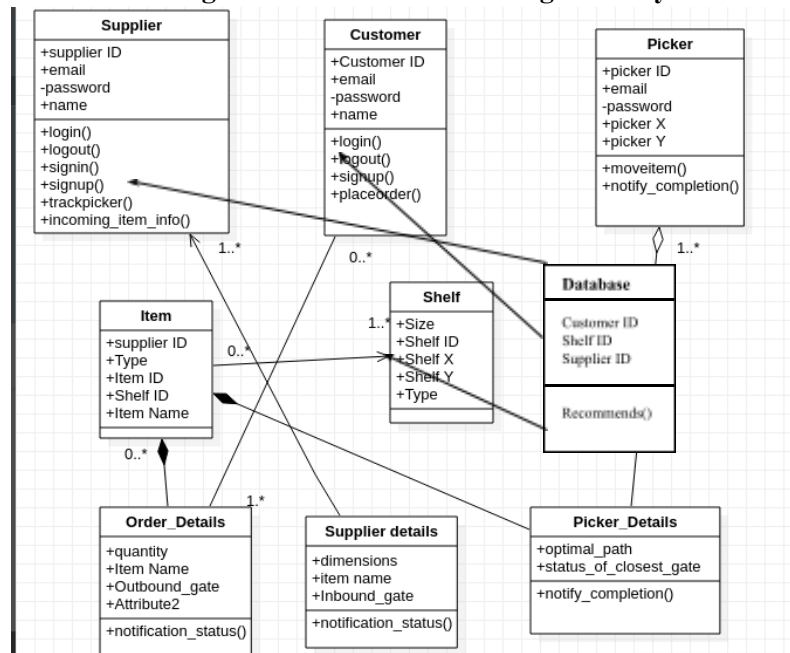 Supplier
+supplier ID
+email
-password
+name
+login()
+logout()
+signin()
+signup()
+trackpicker()
+incoming_item_info()
1..*
Customer
+Customer ID
+email
-password
+name
+login()
+logout()
+signup()
+placeorder()
0..*
Picker
+picker ID
+email
-password
+picker X
+picker Y
+moveitem()
+notify_completion()
1..*
Item
+supplier ID
+Type
+Item ID
+Shelf ID
+Item Name
0..*
0..*
Shelf
1..*
+Size
+Shelf ID
+Shelf X
+Shelf Y
+Type
Database
Customer ID
Shelf ID
Supplier ID
Recommends()
1.*
Order_Details
+quantity
+Item Name
+Outbound_gate
+Attribute2
+notification_status()
Supplier details
+dimensions
+item name
+Inbound_gate
+notification_status()
Picker_Details
+optimal_path
+status_of_closest_gate
+notify_completion()